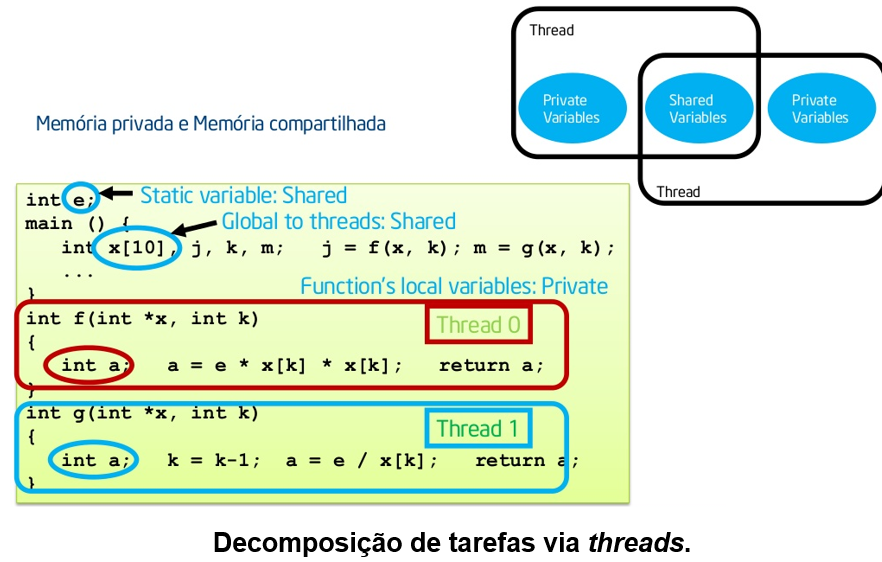 Thread
Private
Variables
Shared
Variables
Private
Variables
Thread
Memória privada e Memória compartilhada
int e; Static variable: Shared
main () { Global to threads: Shared
int x[10], j, k, m; j = f(x, k); m = g(x, k);
...
} Function's local variables: Private
int f(int *x, int k) Thread 0
{
int a; a = e * x[k] * x[k]; return a;
}
int g(int *x, int k) Thread 1
{
int a; k = k-1; a = e / x[k]; return a;
}
Decomposição de tarefas via threads.